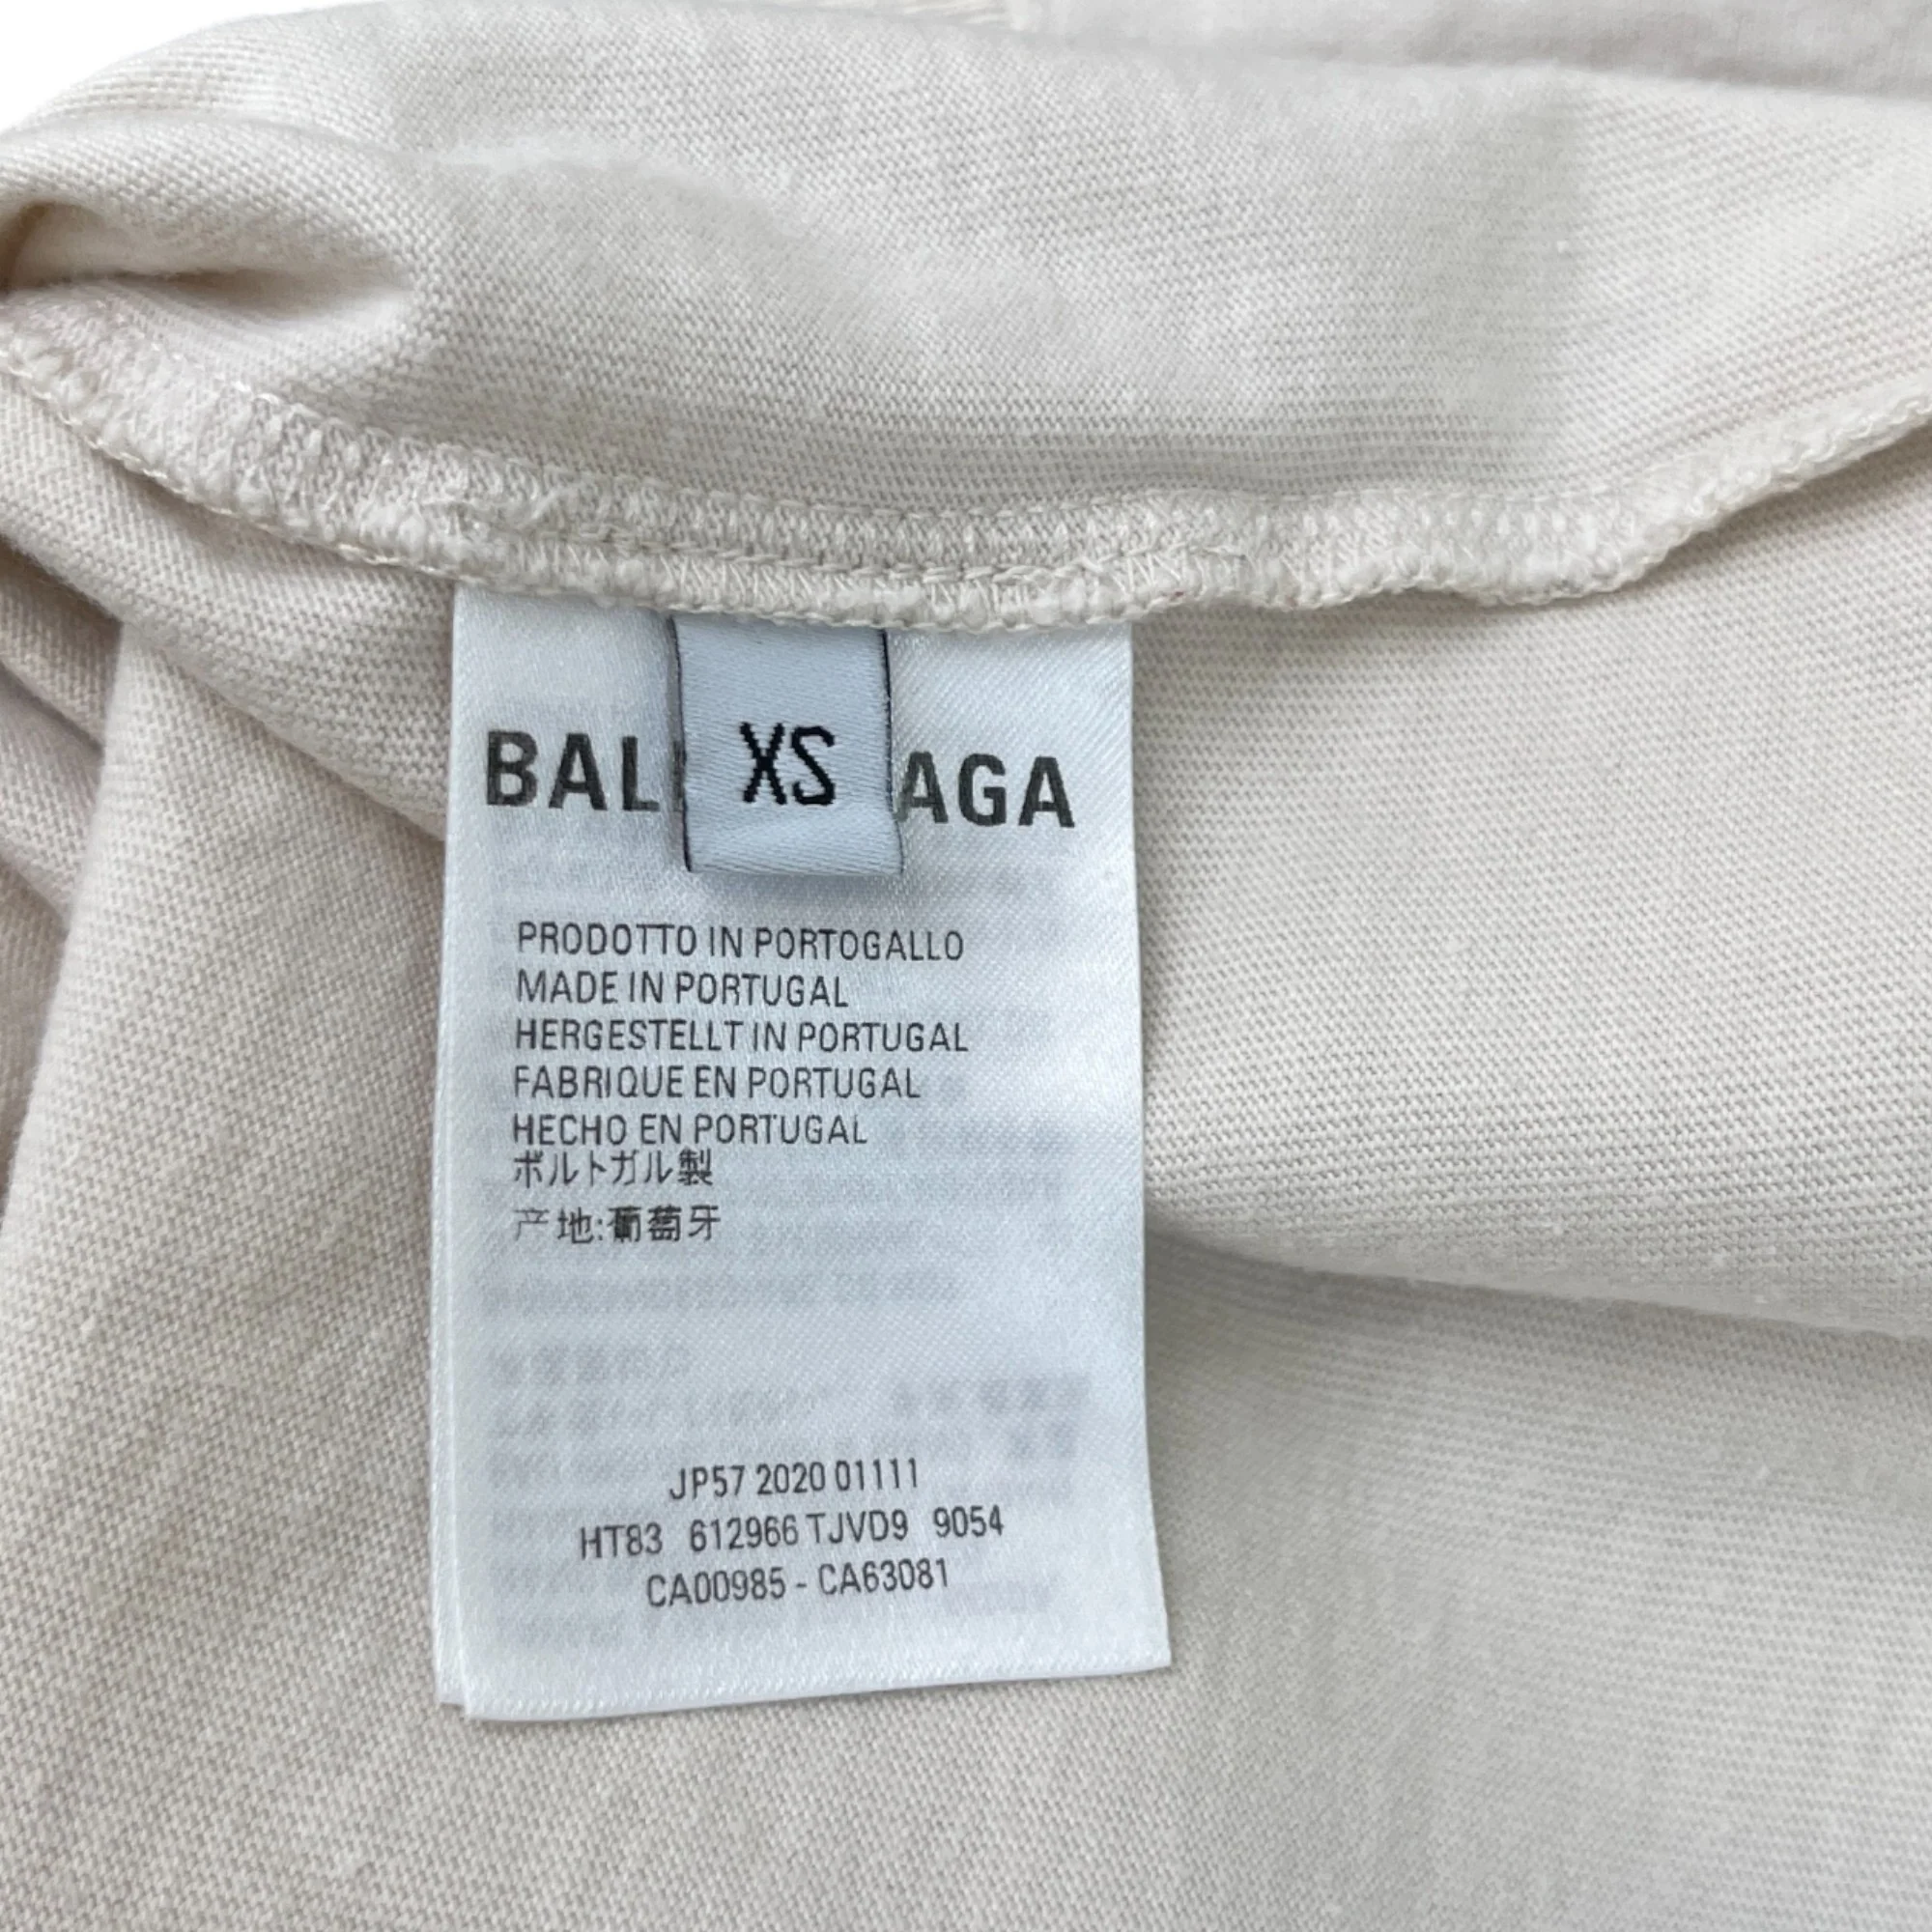 BAL XS AGA
PRODOTTO IN PORTOGALLO
MADE IN PORTUGAL
HERGESTELLT IN PORTUGAL
FABRIQUE EN PORTUGAL
HECHO EN PORTUGAL
ポルトガル製
产地:葡萄牙
JP57 2020 01111
HT83 612966 TJVD9 9054
CA00985 - CA63081